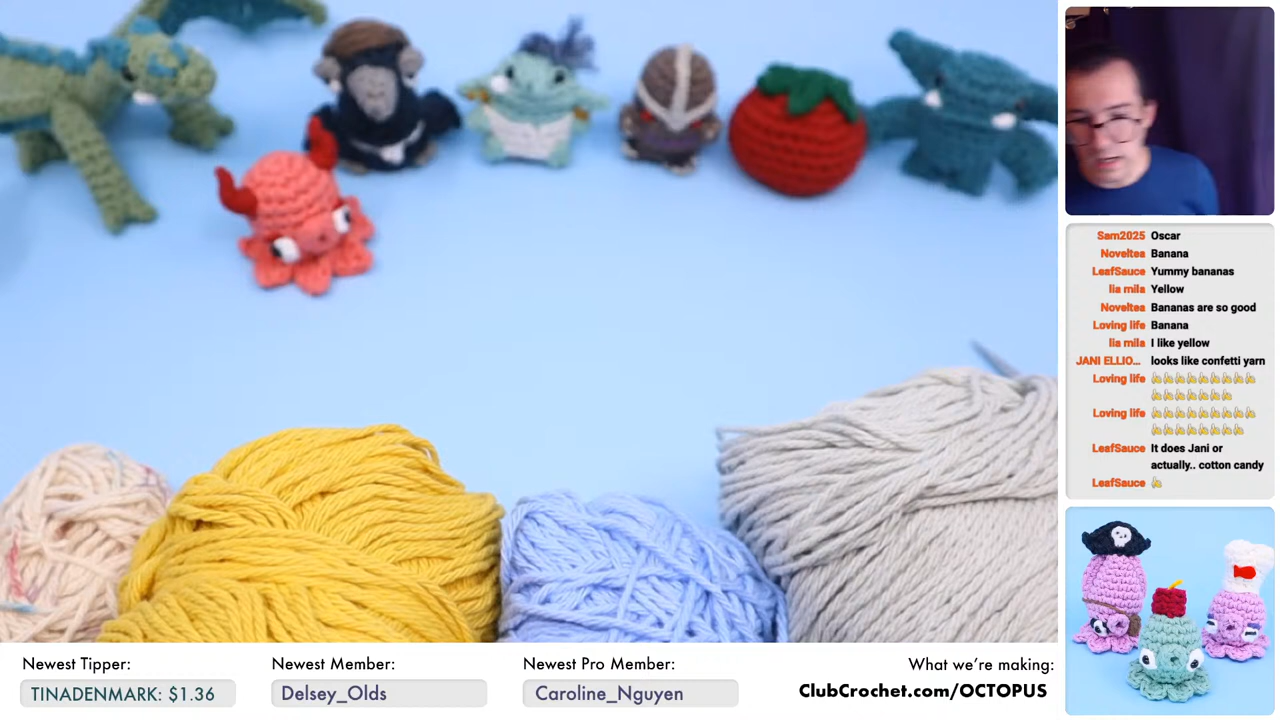 Sam2025 Oscar
Noveltea Banana
LeafSauce Yummy bananas
lia mila Yellow
Noveltea Bananas are so good
Loving life Banana
lia mila I like yellow
JANI ELLIO... looks like confetti yarn
Loving life 🍌🍌🍌🍌🍌🍌🍌🍌🍌
🍌🍌🍌🍌🍌🍌🍌
Loving life 🍌🍌🍌🍌🍌🍌🍌🍌🍌
🍌🍌🍌🍌🍌🍌🍌🍌
LeafSauce It does Jani or
actually.. cotton candy
LeafSauce 🍌
Newest Tipper:
TINADENMARK: $1.36
Newest Member:
Delsey_Olds
Newest Pro Member:
Caroline_Nguyen
What we're making:
ClubCrochet.com/OCTOPUS